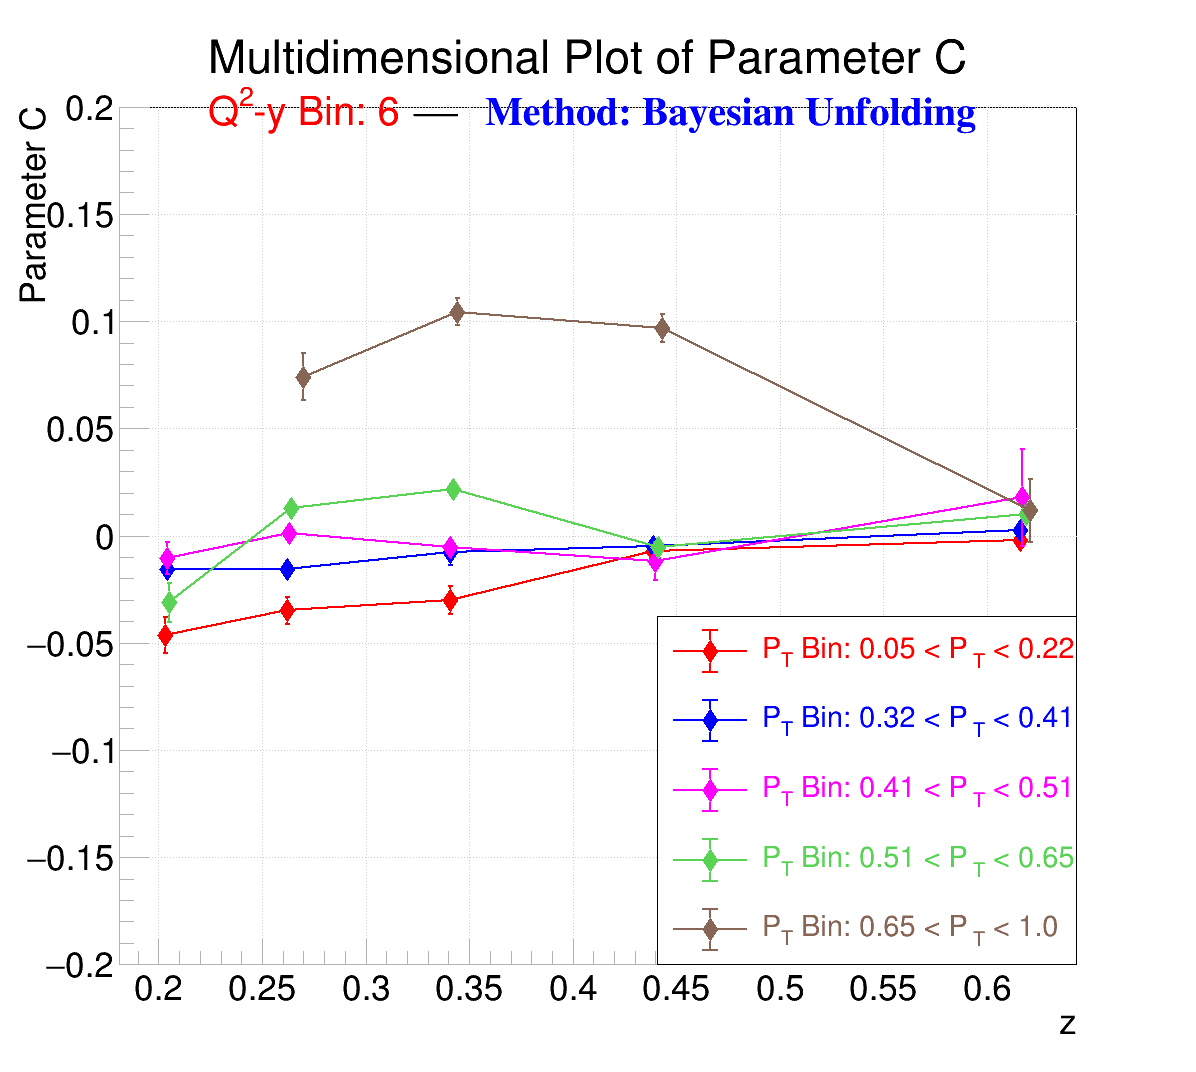 Multidimensional Plot of Parameter C
Q²-y Bin: 6 — Method: Bayesian Unfolding
Parameter C
0.2
0.15
0.1
0.05
0
−0.05
−0.1
−0.15
−0.2
P_T Bin: 0.05 < P_T < 0.22
P_T Bin: 0.32 < P_T < 0.41
P_T Bin: 0.41 < P_T < 0.51
P_T Bin: 0.51 < P_T < 0.65
P_T Bin: 0.65 < P_T < 1.0
0.2 0.25 0.3 0.35 0.4 0.45 0.5 0.55 0.6
z